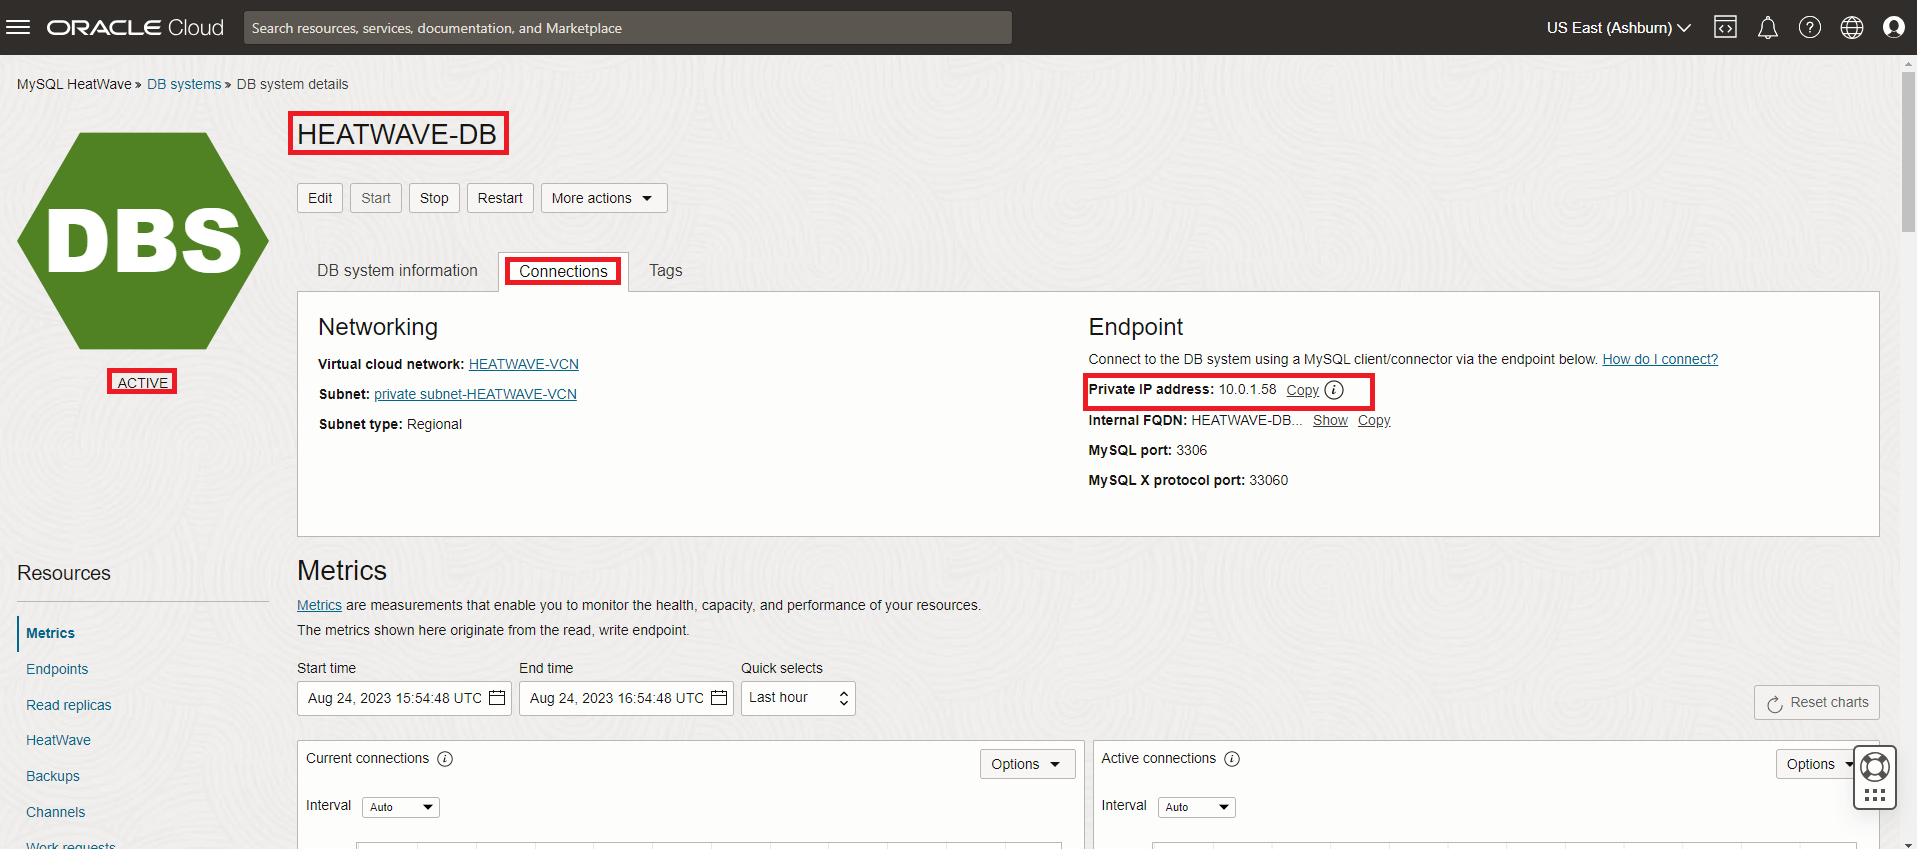 ORACLE Cloud
Search resources, services, documentation, and Marketplace
US East (Ashburn)
MySQL HeatWave » DB systems » DB system details
DBS
ACTIVE
HEATWAVE-DB
Edit Start Stop Restart More actions
DB system information Connections Tags
Networking
Virtual cloud network: HEATWAVE-VCN
Subnet: private subnet-HEATWAVE-VCN
Subnet type: Regional
Endpoint
Connect to the DB system using a MySQL client/connector via the endpoint below. How do I connect?
Private IP address: 10.0.1.58 Copy
Internal FQDN: HEATWAVE-DB... Show Copy
MySQL port: 3306
MySQL X protocol port: 33060
Resources
Metrics
Endpoints
Read replicas
HeatWave
Backups
Channels
Work requests
Metrics
Metrics are measurements that enable you to monitor the health, capacity, and performance of your resources.
The metrics shown here originate from the read, write endpoint.
Start time End time Quick selects
Aug 24, 2023 15:54:48 UTC Aug 24, 2023 16:54:48 UTC Last hour
Reset charts
Current connections Options
Interval Auto
Active connections Options
Interval Auto